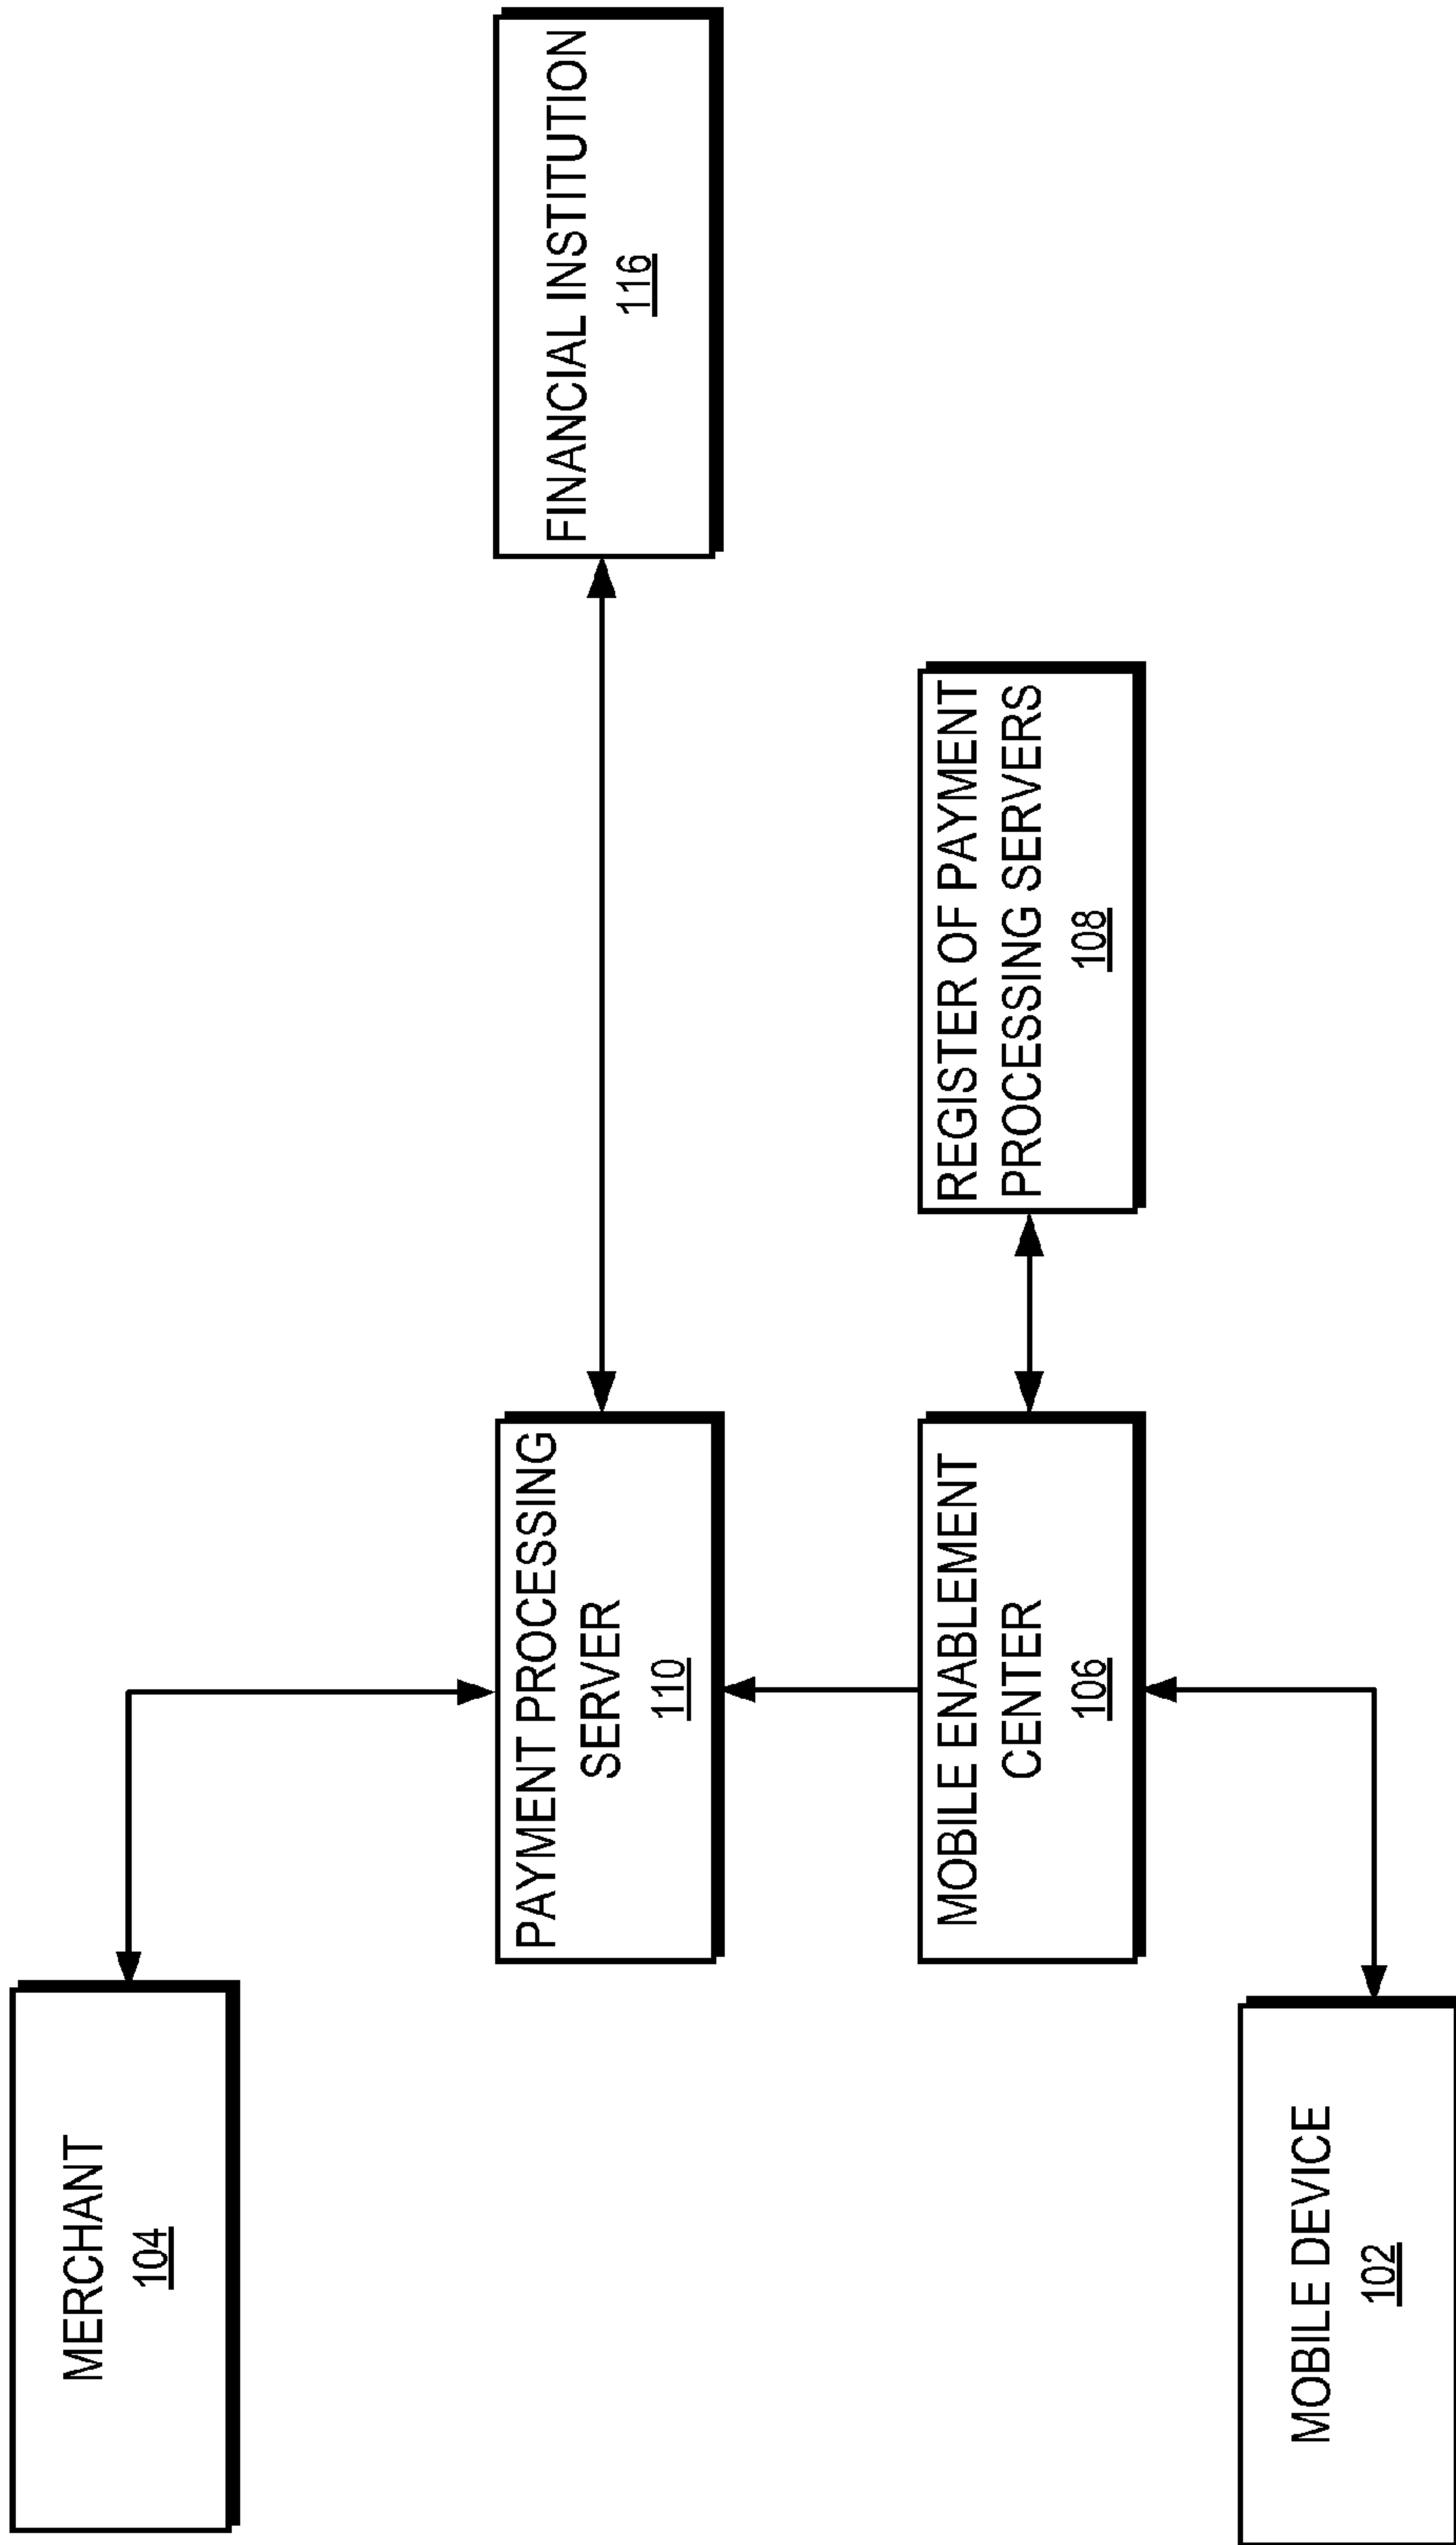 MERCHANT
104
PAYMENT PROCESSING
SERVER
110
FINANCIAL INSTITUTION
116
MOBILE ENABLEMENT
CENTER
106
REGISTER OF PAYMENT
PROCESSING SERVERS
108
MOBILE DEVICE
102